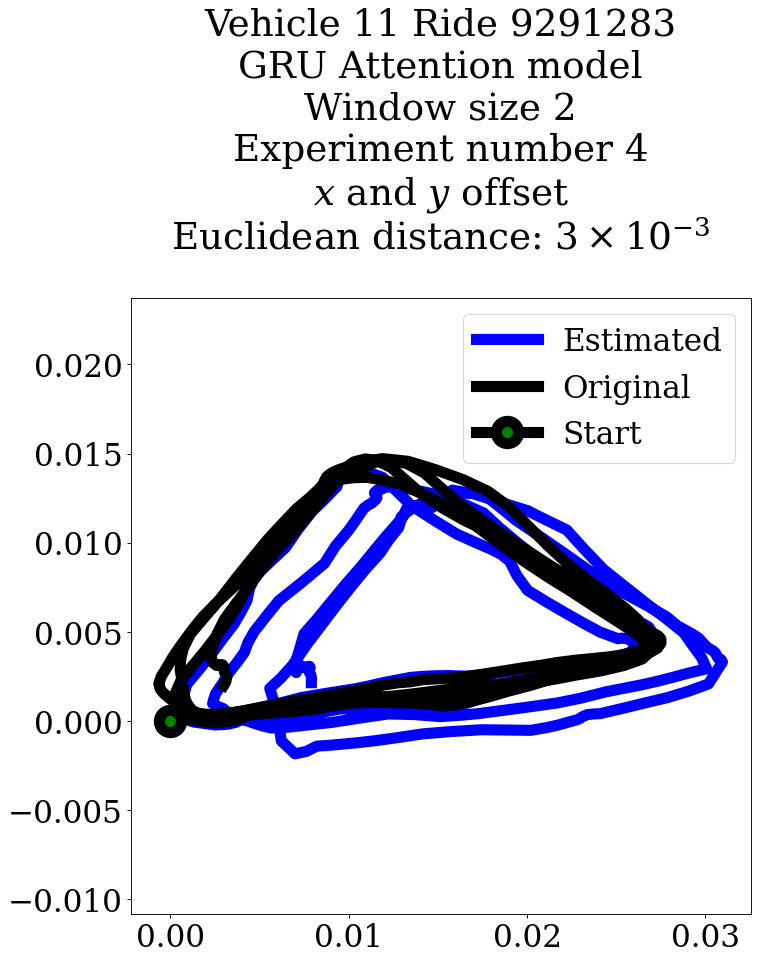 Vehicle 11 Ride 9291283
GRU Attention model
Window size 2
Experiment number 4
x and y offset
Euclidean distance: 3 × 10⁻³
Estimated
Original
Start
0.020
0.015
0.010
0.005
0.000
−0.005
−0.010
0.00 0.01 0.02 0.03